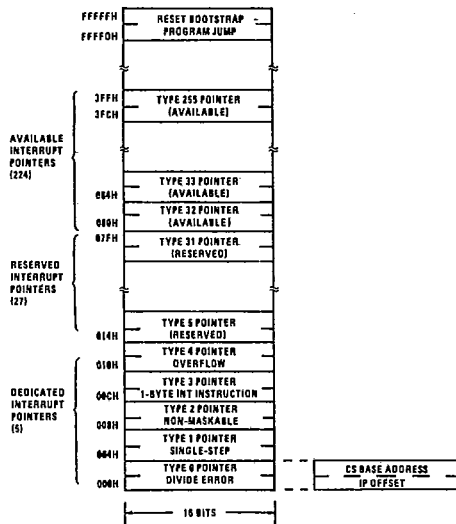 FFFFFH
RESET BOOTSTRAP
PROGRAM JUMP
FFFF0H
3FFH
TYPE 255 POINTER
(AVAILABLE)
3FCH
AVAILABLE
INTERRUPT
POINTERS
(224)
TYPE 33 POINTER
(AVAILABLE)
084H
TYPE 32 POINTER
(AVAILABLE)
080H
07FH
TYPE 31 POINTER
(RESERVED)
RESERVED
INTERRUPT
POINTERS
(27)
TYPE 5 POINTER
(RESERVED)
014H
TYPE 4 POINTER
OVERFLOW
010H
TYPE 3 POINTER
1-BYTE INT INSTRUCTION
00CH
DEDICATED
INTERRUPT
POINTERS
(5)
TYPE 2 POINTER
NON-MASKABLE
008H
TYPE 1 POINTER
SINGLE-STEP
004H
TYPE 0 POINTER
DIVIDE ERROR
000H
CS BASE ADDRESS
IP OFFSET
16 BITS